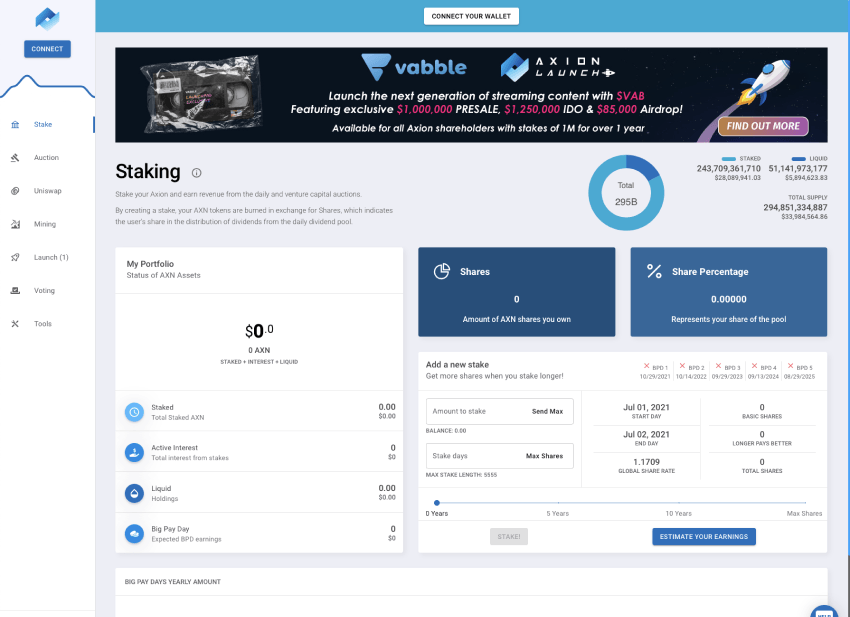 CONNECT YOUR WALLET
CONNECT
Stake
Auction
Uniswap
Mining
Launch (1)
Voting
Tools
vabble
AXION
LAUNCH
Launch the next generation of streaming content with $VAB
Featuring exclusive $1,000,000 PRESALE, $1,250,000 IDO & $85,000 Airdrop!
Available for all Axion shareholders with stakes of 1M for over 1 year
FIND OUT MORE
Staking
Stake your Axion and earn revenue from the daily and venture capital auctions.
By creating a stake, your AXN tokens are burned in exchange for Shares, which indicates
the user's share in the distribution of dividends from the daily dividend pool.
Total
295B
STAKED
243,709,361,710
$28,089,941.03
LIQUID
51,141,973,177
$5,894,623.83
TOTAL SUPPLY
294,851,334,887
$33,984,564.86
My Portfolio
Status of AXN Assets
$0.0
0 AXN
STAKED + INTEREST + LIQUID
Staked
Total Staked AXN
0.00
$0.00
Active Interest
Total interest from stakes
0
$0
Liquid
Holdings
0.00
$0.00
Big Pay Day
Expected BPD earnings
0
$0
Shares
0
Amount of AXN shares you own
Share Percentage
0.00000
Represents your share of the pool
Add a new stake
Get more shares when you stake longer!
BPD 1
10/29/2021
BPD 2
10/14/2022
BPD 3
09/29/2023
BPD 4
09/13/2024
BPD 5
08/29/2025
Amount to stake
Send Max
BALANCE: 0.00
Stake days
Max Shares
MAX STAKE LENGTH: 5555
Jul 01, 2021
START DAY
0
BASIC SHARES
Jul 02, 2021
END DAY
0
LONGER PAYS BETTER
1.1709
GLOBAL SHARE RATE
0
TOTAL SHARES
0 Years
5 Years
10 Years
Max Shares
STAKE!
ESTIMATE YOUR EARNINGS
BIG PAY DAYS YEARLY AMOUNT
HELP